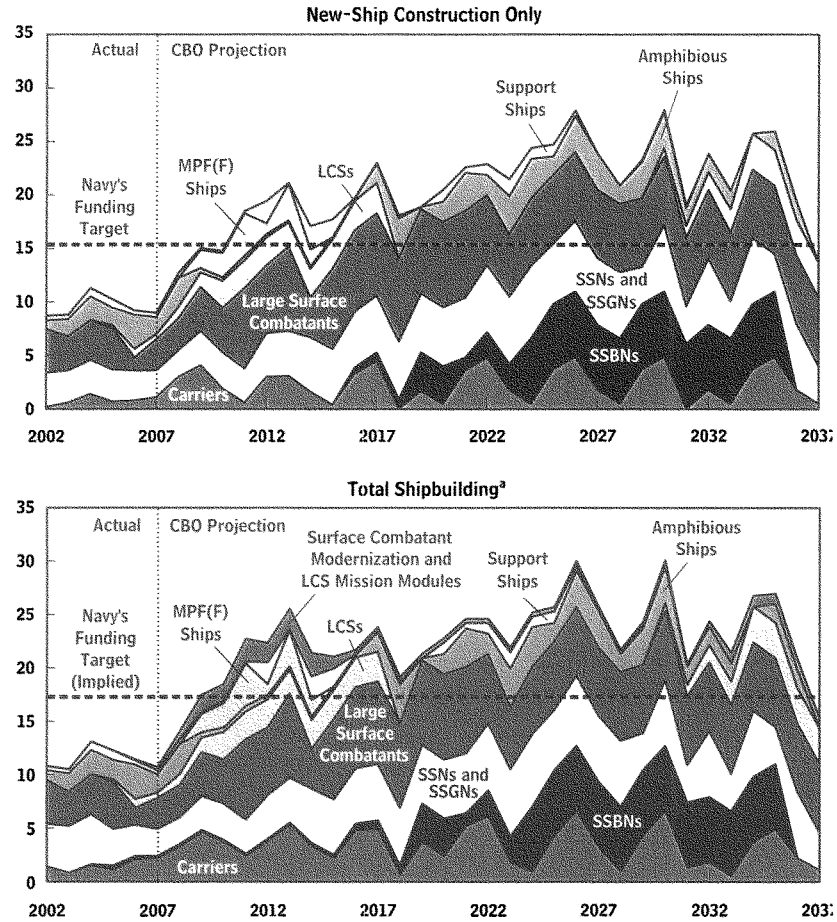 New-Ship Construction Only
35
30
25
20
15
10
5
0
Actual
CBO Projection
Navy's
Funding
Target
MPF(F)
Ships
LCSs
Support
Ships
Amphibious
Ships
Large Surface
Combatants
SSNs and
SSGNs
SSBNs
Carriers
2002
2007
2012
2017
2022
2027
2032
203
Total Shipbuildingᵃ
35
30
25
20
15
10
5
0
Actual
CBO Projection
Navy's
Funding
Target
(Implied)
MPF(F)
Ships
Surface Combatant
Modernization and
LCS Mission Modules
LCSs
Support
Ships
Amphibious
Ships
Large
Surface
Combatants
SSNs and
SSGNs
SSBNs
Carriers
2002
2007
2012
2017
2022
2027
2032
203